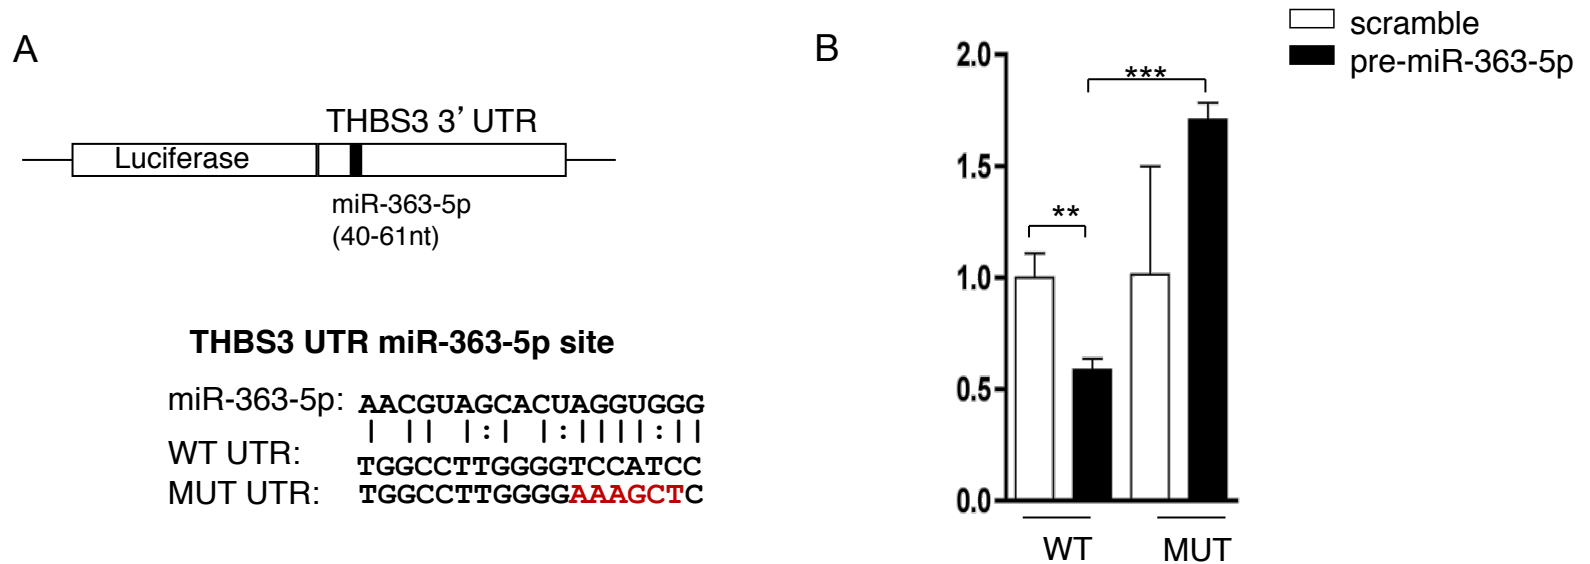 A
THBS3 3’ UTR
Luciferase
miR-363-5p
(40-61nt)
THBS3 UTR miR-363-5p site
miR-363-5p: AACGUAGCACUAGGUGGG
WT UTR: TGGCCTTGGGGTCCATCC
MUT UTR: TGGCCTTGGGGAAAGCTC
B
scramble
pre-miR-363-5p
2.0
1.5
1.0
0.5
0.0
**
***
WT
MUT